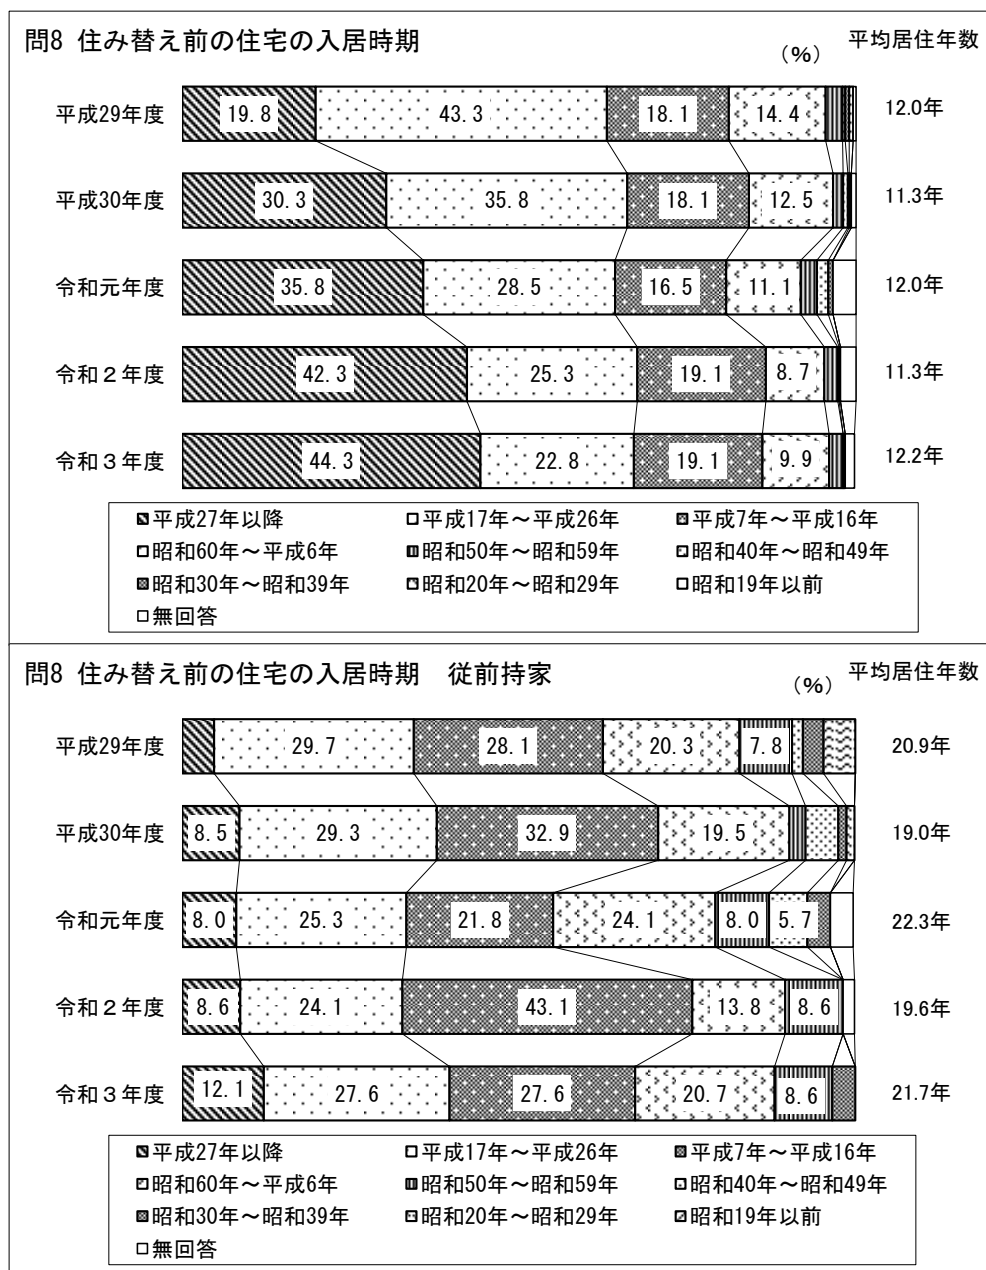 問8 住み替え前の住宅の入居時期
（％） 平均居住年数
平成29年度 19.8 43.3 18.1 14.4 12.0年
平成30年度 30.3 35.8 18.1 12.5 11.3年
令和元年度 35.8 28.5 16.5 11.1 12.0年
令和２年度 42.3 25.3 19.1 8.7 11.3年
令和３年度 44.3 22.8 19.1 9.9 12.2年
平成27年以降 平成17年～平成26年 平成7年～平成16年
昭和60年～平成6年 昭和50年～昭和59年 昭和40年～昭和49年
昭和30年～昭和39年 昭和20年～昭和29年 昭和19年以前
無回答
問8 住み替え前の住宅の入居時期　従前持家
（％） 平均居住年数
平成29年度 29.7 28.1 20.3 7.8 20.9年
平成30年度 8.5 29.3 32.9 19.5 19.0年
令和元年度 8.0 25.3 21.8 24.1 8.0 5.7 22.3年
令和２年度 8.6 24.1 43.1 13.8 8.6 19.6年
令和３年度 12.1 27.6 27.6 20.7 8.6 21.7年
平成27年以降 平成17年～平成26年 平成7年～平成16年
昭和60年～平成6年 昭和50年～昭和59年 昭和40年～昭和49年
昭和30年～昭和39年 昭和20年～昭和29年 昭和19年以前
無回答